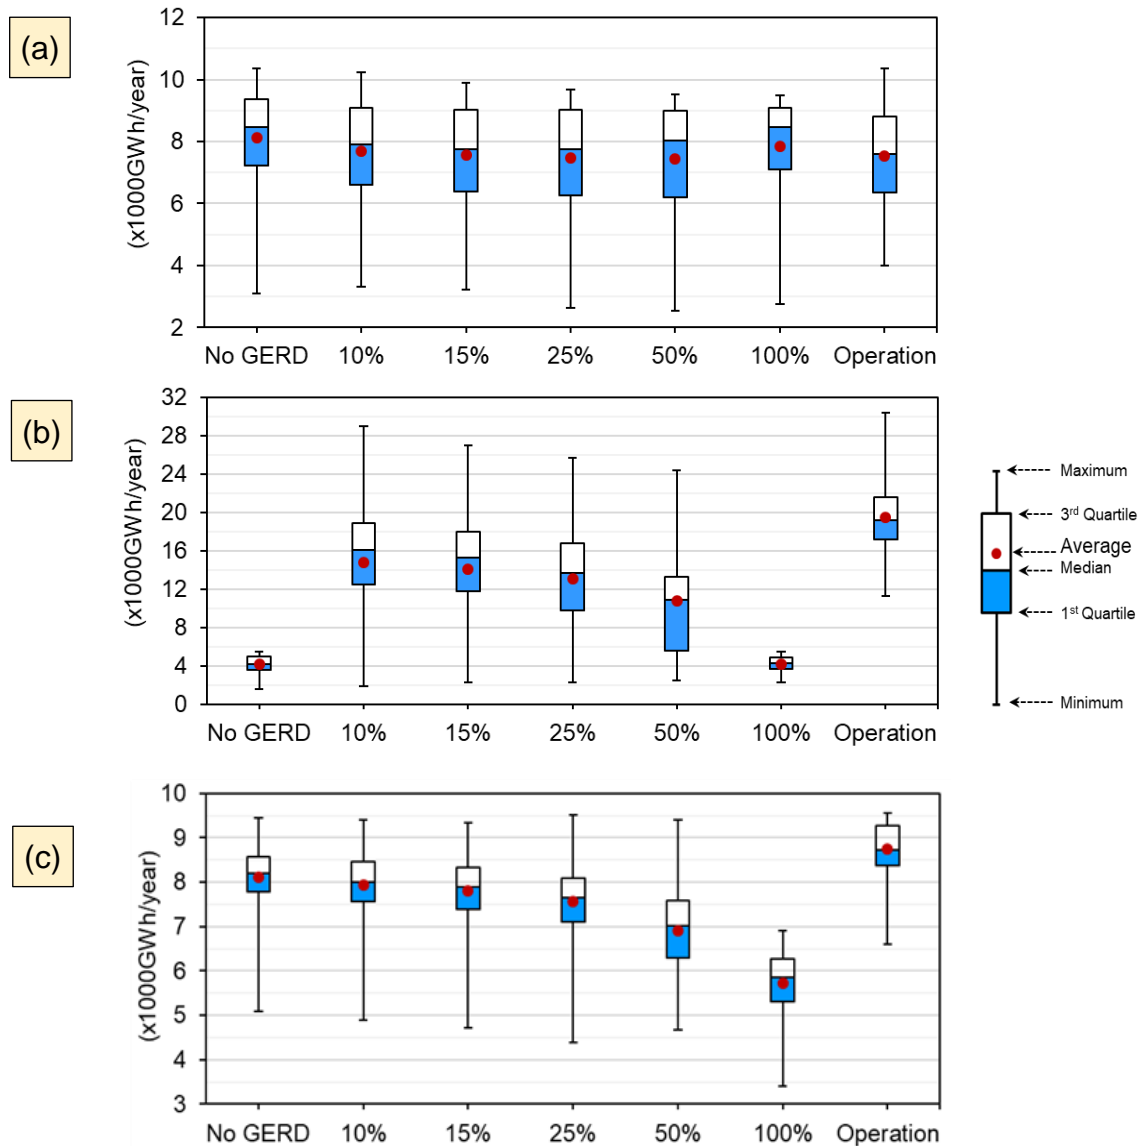 (a)
(x1000GWh/year)
12
10
8
6
4
2
No GERD 10% 15% 25% 50% 100% Operation
(b)
(x1000GWh/year)
32
28
24
20
16
12
8
4
0
No GERD 10% 15% 25% 50% 100% Operation
Maximum
3rd Quartile
Average
Median
1st Quartile
Minimum
(c)
(x1000GWh/year)
10
9
8
7
6
5
4
3
No GERD 10% 15% 25% 50% 100% Operation